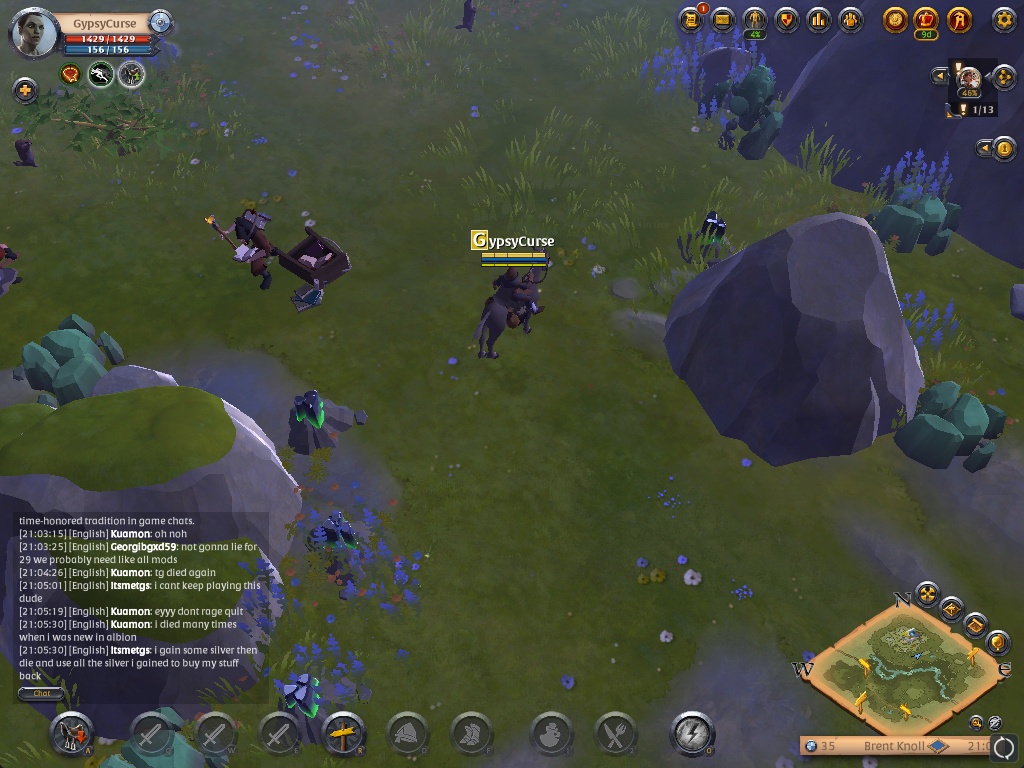 GypsyCurse
1429 / 1429
156 / 156
1
4%
9d
46%
1/13
GypsyCurse
time-honored tradition in game chats.
[21:03:15] [English] Kuamon: oh noh
[21:03:25] [English] Georgibgxd59: not gonna lie for
29 we probably need like all mods
[21:04:26] [English] Kuamon: tg died again
[21:05:01] [English] Itsmetgs: i cant keep playing this
dude
[21:05:19] [English] Kuamon: eyyy dont rage quit
[21:05:30] [English] Kuamon: i died many times
when i was new in albion
[21:05:30] [English] Itsmetgs: i gain some silver then
die and use all the silver i gained to buy my stuff
back
Chat
N
W
E
A
W
R
35
Brent Knoll